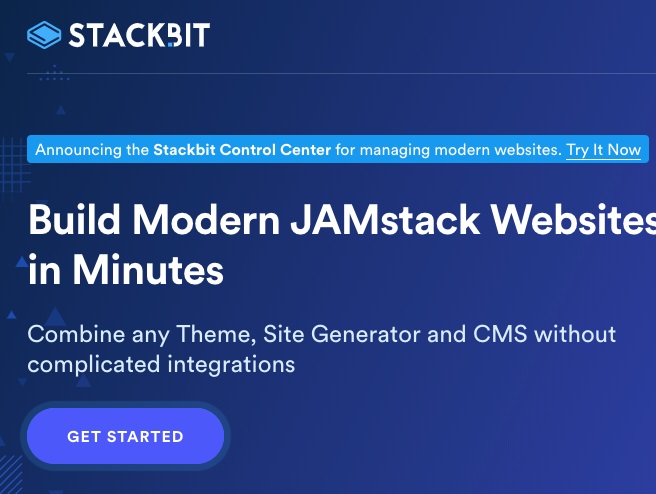 STACKBIT
Announcing the Stackbit Control Center for managing modern websites. Try It Now
Build Modern JAMstack Websites
in Minutes
Combine any Theme, Site Generator and CMS without
complicated integrations
GET STARTED